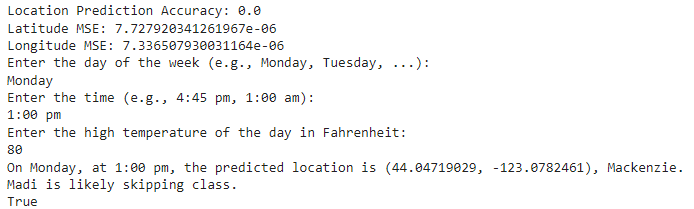 Location Prediction Accuracy: 0.0
Latitude MSE: 7.727920341261967e-06
Longitude MSE: 7.336507930031164e-06
Enter the day of the week (e.g., Monday, Tuesday, ...):
Monday
Enter the time (e.g., 4:45 pm, 1:00 am):
1:00 pm
Enter the high temperature of the day in Fahrenheit:
80
On Monday, at 1:00 pm, the predicted location is (44.04719029, -123.0782461), Mackenzie.
Madi is likely skipping class.
True